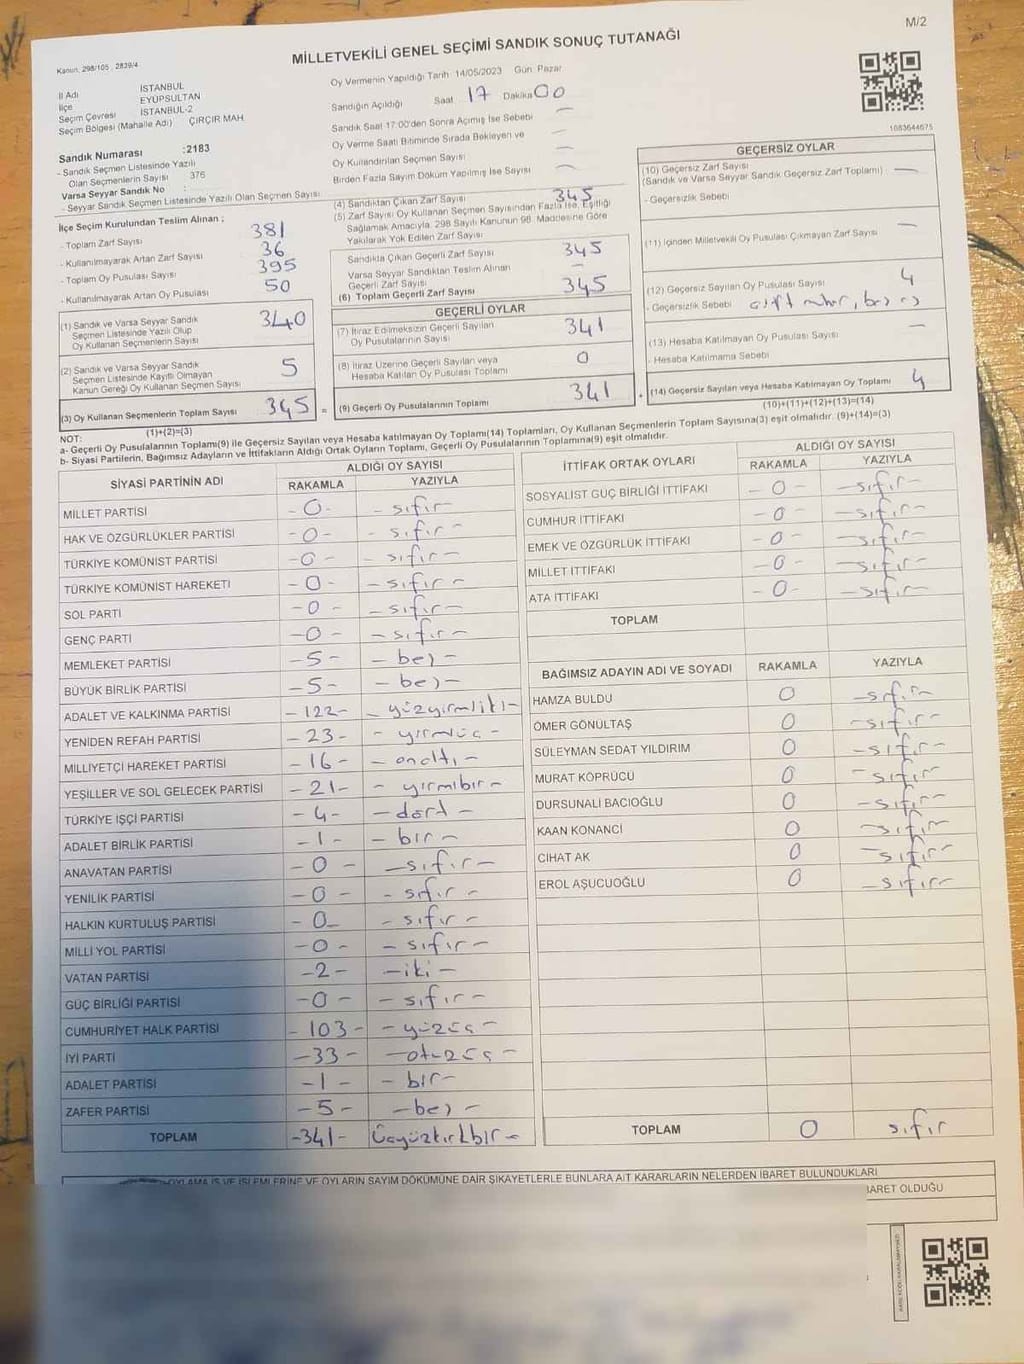 M/2
MİLLETVEKİLİ GENEL SEÇİMİ SANDIK SONUÇ TUTANAĞI
Kanun, 298/105 , 2839/4
Oy Vermenin Yapıldığı Tarih 14/05/2023 Gün Pazar
İl Adı İSTANBUL
İlçe EYÜPSULTAN
Seçim Çevresi İSTANBUL-2
Seçim Bölgesi (Mahalle Adı) ÇIRÇIR MAH.
Sandığın Açıldığı Saat 17 Dakika 00
Sandık Saat 17:00'den Sonra Açımış İse Sebebi —
Oy Verme Saati Bitiminde Sırada Bekleyen ve —
Oy Kullandırılan Seçmen Sayısı —
Birden Fazla Sayım Döküm Yapılmış İse Sayısı —
1083644675
Sandık Numarası :2183
- Sandık Seçmen Listesinde Yazılı
Olan Seçmenlerin Sayısı 376
Varsa Seyyar Sandık No :
- Seyyar Sandık Seçmen Listesinde Yazılı Olan Seçmen Sayısı:
İlçe Seçim Kurulundan Teslim Alınan ;
- Toplam Zarf Sayısı 381
- Kullanılmayarak Artan Zarf Sayısı 36
- Toplam Oy Pusulası Sayısı 395
- Kullanılmayarak Artan Oy Pusulası 50
(1) Sandık ve Varsa Seyyar Sandık
Seçmen Listesinde Yazılı Olup
Oy Kullanan Seçmenlerin Sayısı 340
(2) Sandık ve Varsa Seyyar Sandık
Seçmen Listesinde Kayıtlı Olmayan
Kanun Gereği Oy Kullanan Seçmen Sayısı 5
(3) Oy Kullanan Seçmenlerin Toplam Sayısı 345 =
(1)+(2)=(3)
(4) Sandıktan Çıkan Zarf Sayısı 345
(5) Zarf Sayısı Oy Kullanan Seçmen Sayısından Fazla İse, Eşitliği
Sağlamak Amacıyla, 298 Sayılı Kanunun 98. Maddesine Göre
Yakılarak Yok Edilen Zarf Sayısı
Sandıkla Çıkan Geçerli Zarf Sayısı 345
Varsa Seyyar Sandıktan Teslim Alınan
Geçerli Zarf Sayısı —
(6) Toplam Geçerli Zarf Sayısı 345
GEÇERLİ OYLAR
(7) İtiraz Edilmeksizin Geçerli Sayılan
Oy Pusulalarının Sayısı 341
(8) İtiraz Üzerine Geçerli Sayılan veya
Hesaba Katılan Oy Pusulası Toplamı 0
(9) Geçerli Oy Pusulalarının Toplamı 341
GEÇERSİZ OYLAR
(10) Geçersiz Zarf Sayısı
(Sandık ve Varsa Seyyar Sandık Geçersiz Zarf Toplamı) —
- Geçersizlik Sebebi
(11) İçinden Milletvekili Oy Pusulası Çıkmayan Zarf Sayısı —
(12) Geçersiz Sayılan Oy Pusulası Sayısı 4
- Geçersizlik Sebebi çift mühür,
(13) Hesaba Katılmayan Oy Pusulası Sayısı —
- Hesaba Katılmama Sebebi
(14) Geçersiz Sayılan veya Hesaba Katılmayan Oy Toplamı 4
(10)+(11)+(12)+(13)=(14)
NOT:
a- Geçerli Oy Pusulalarının Toplamı(9) ile Geçersiz Sayılan veya Hesaba katılmayan Oy Toplamı(14) Toplamları, Oy Kullanan Seçmenlerin Toplam Sayısına(3) eşit olmalıdır. (9)+(14)=(3)
b- Siyasi Partilerin, Bağımsız Adayların ve İttifakların Aldığı Ortak Oyların Toplamı, Geçerli Oy Pusulalarının Toplamına(9) eşit olmalıdır.
SİYASİ PARTİNİN ADI
ALDIĞI OY SAYISI
RAKAMLA YAZIYLA
MİLLET PARTİSİ -0- - sıfır -
HAK VE ÖZGÜRLÜKLER PARTİSİ -0- - sıfır -
TÜRKİYE KOMÜNİST PARTİSİ -0- - sıfır -
TÜRKİYE KOMÜNİST HAREKETİ -0- - sıfır -
SOL PARTİ -0- - sıfır -
GENÇ PARTİ -0- - sıfır -
MEMLEKET PARTİSİ -5- - beş -
BÜYÜK BİRLİK PARTİSİ -5- - beş -
ADALET VE KALKINMA PARTİSİ -122- - yüzyirmiiki -
YENİDEN REFAH PARTİSİ -23- - yirmiüç -
MİLLİYETÇİ HAREKET PARTİSİ -16- - onaltı -
YEŞİLLER VE SOL GELECEK PARTİSİ -21- - yirmibir -
TÜRKİYE İŞÇİ PARTİSİ -4- - dört -
ADALET BİRLİK PARTİSİ -1- - bir -
ANAVATAN PARTİSİ -0- - sıfır -
YENİLİK PARTİSİ -0- - sıfır -
HALKIN KURTULUŞ PARTİSİ -0- - sıfır -
MİLLİ YOL PARTİSİ -0- - sıfır -
VATAN PARTİSİ -2- - iki -
GÜÇ BİRLİĞİ PARTİSİ -0- - sıfır -
CUMHURİYET HALK PARTİSİ -103- - yüzüç -
İYİ PARTİ -33- - otuzüç -
ADALET PARTİSİ -1- - bir -
ZAFER PARTİSİ -5- - beş -
TOPLAM -341- Üçyüzkırkbir -
İTTİFAK ORTAK OYLARI
ALDIĞI OY SAYISI
RAKAMLA YAZIYLA
SOSYALİST GÜÇ BİRLİĞİ İTTİFAKI -0- - sıfır -
CUMHUR İTTİFAKI -0- - sıfır -
EMEK VE ÖZGÜRLÜK İTTİFAKI -0- - sıfır -
MİLLET İTTİFAKI -0- - sıfır -
ATA İTTİFAKI -0- - sıfır -
TOPLAM
BAĞIMSIZ ADAYIN ADI VE SOYADI RAKAMLA YAZIYLA
HAMZA BULDU 0 - sıfır -
ÖMER GÖNÜLTAŞ 0 - sıfır -
SÜLEYMAN SEDAT YILDIRIM 0 - sıfır -
MURAT KÖPRÜCÜ 0 - sıfır -
DURSUNALİ BACIOĞLU 0 - sıfır -
KAAN KONANCİ 0 - sıfır -
CİHAT AK 0 - sıfır -
EROL AŞUCUOĞLU 0 - sıfır -
TOPLAM 0 sıfır
OYLAMA İŞ VE İŞLEMLERİNE VE OYLARIN SAYIM DÖKÜMÜNE DAİR ŞİKAYETLERLE BUNLARA AİT KARARLARIN NELERDEN İBARET BULUNDUKLARI
BARET OLDUĞU